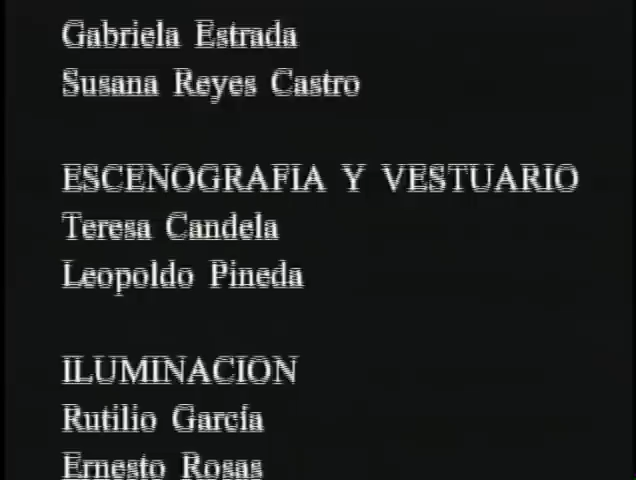 Gabriela Estrada
Susana Reyes Castro
ESCENOGRAFIA Y VESTUARIO
Teresa Candela
Leopoldo Pineda
ILUMINACION
Rutilio García
Ernesto Rosas